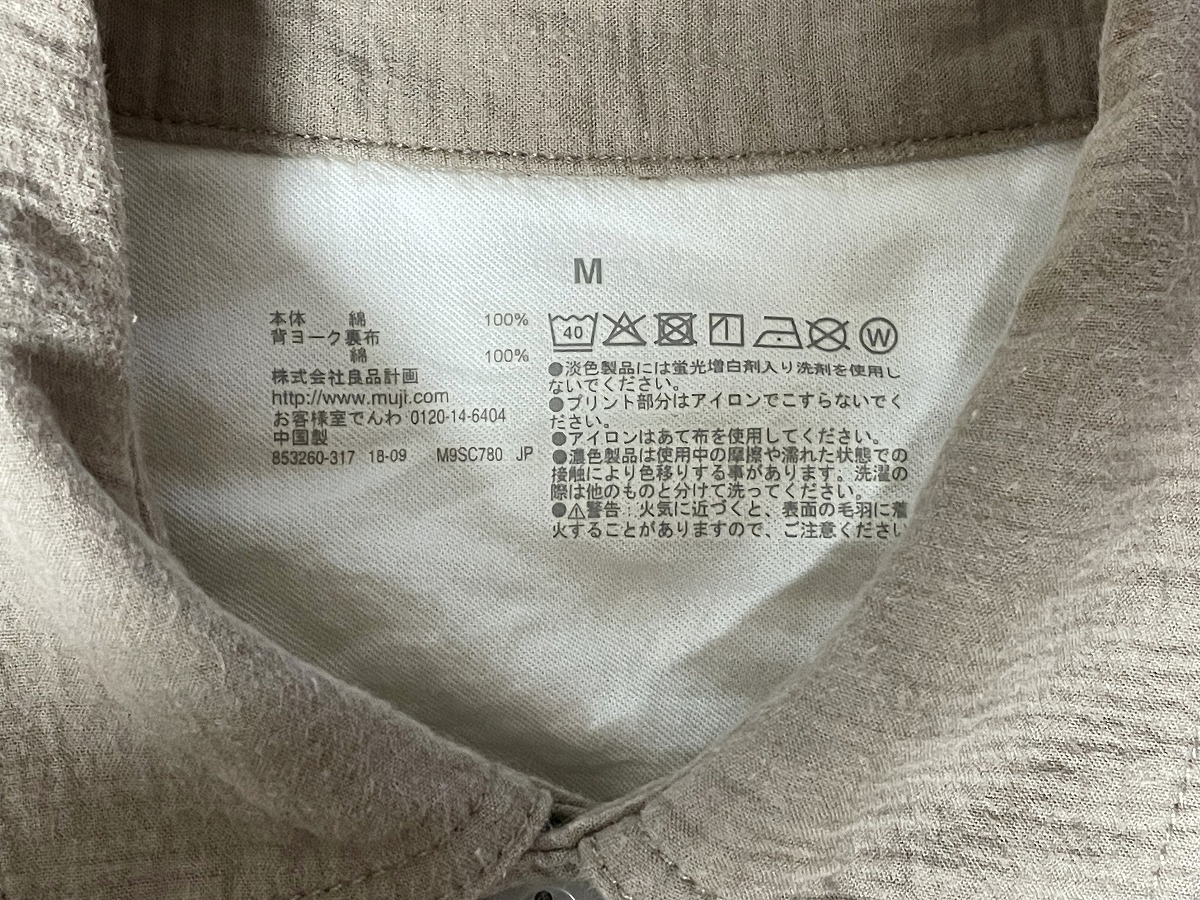 M
本体 綿 100%
背ヨーク裏布
綿 100%
株式会社良品計画
http://www.muji.com
お客様室でんわ 0120-14-6404
中国製
853260-317 18-09 M9SC780 JP
40
W
●淡色製品には蛍光増白剤入り洗剤を使用し
ないでください。
●プリント部分はアイロンでこすらないでく
ださい。
●アイロンはあて布を使用してください。
●濃色製品は使用中の摩擦や濡れた状態での
接触により色移りする事があります。洗濯の
際は他のものと分けて洗ってください。
●⚠警告：火気に近づくと、表面の毛羽に着
火することがありますので、ご注意ください